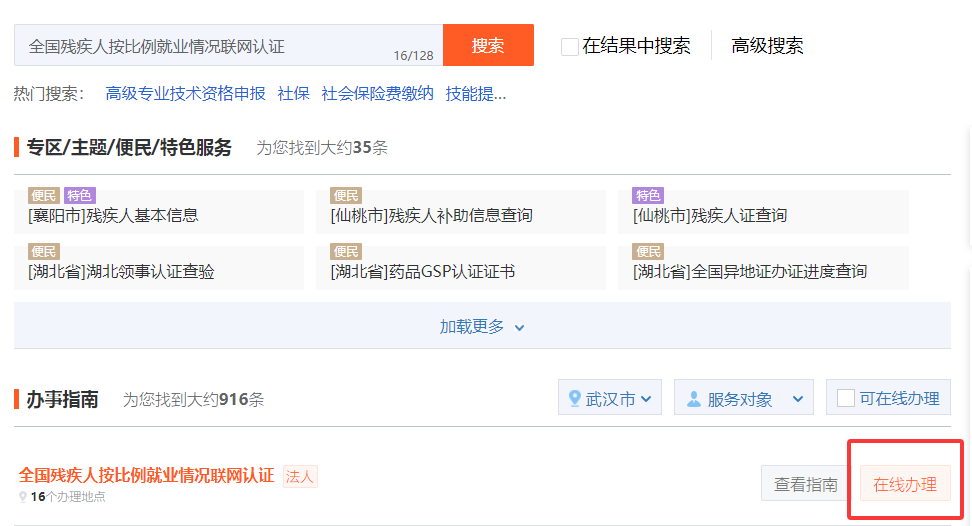 全国残疾人按比例就业情况联网认证 16/128 搜索 在结果中搜索 高级搜索
热门搜索： 高级专业技术资格申报 社保 社会保险费缴纳 技能提...
专区/主题/便民/特色服务 为您找到大约35条
便民 特色 便民 特色
[襄阳市]残疾人基本信息 [仙桃市]残疾人补助信息查询 [仙桃市]残疾人证查询
便民 便民 便民
[湖北省]湖北领事认证查验 [湖北省]药品GSP认证证书 [湖北省]全国异地证办证进度查询
加载更多
办事指南 为您找到大约916条 武汉市 服务对象 可在线办理
全国残疾人按比例就业情况联网认证 法人 查看指南 在线办理
16个办理地点